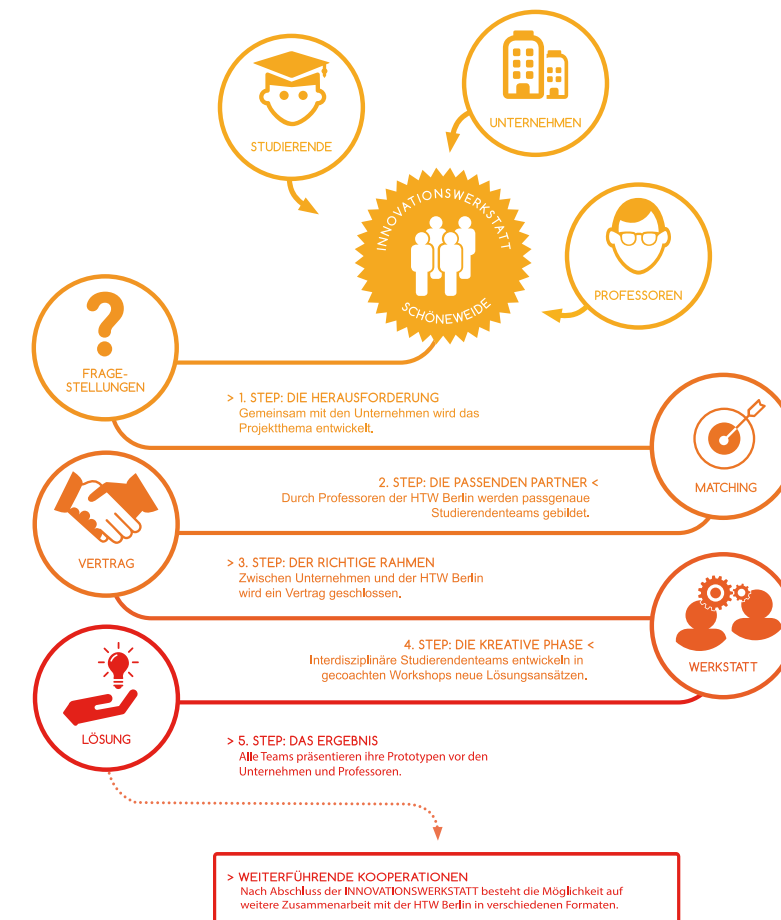 STUDIERENDE
UNTERNEHMEN
INNOVATIONSWERKSTATT
SCHÖNEWEIDE
PROFESSOREN
FRAGE-
STELLUNGEN
> 1. STEP: DIE HERAUSFORDERUNG
Gemeinsam mit den Unternehmen wird das
Projektthema entwickelt.
MATCHING
2. STEP: DIE PASSENDEN PARTNER <
Durch Professoren der HTW Berlin werden passgenaue
Studierendenteams gebildet.
VERTRAG
> 3. STEP: DER RICHTIGE RAHMEN
Zwischen Unternehmen und der HTW Berlin
wird ein Vertrag geschlossen.
WERKSTATT
4. STEP: DIE KREATIVE PHASE <
Interdisziplinäre Studierendenteams entwickeln in
gecoachten Workshops neue Lösungsansätzen.
LÖSUNG
> 5. STEP: DAS ERGEBNIS
Alle Teams präsentieren ihre Prototypen vor den
Unternehmen und Professoren.
> WEITERFÜHRENDE KOOPERATIONEN
Nach Abschluss der INNOVATIONSWERKSTATT besteht die Möglichkeit auf
weitere Zusammenarbeit mit der HTW Berlin in verschiedenen Formaten.